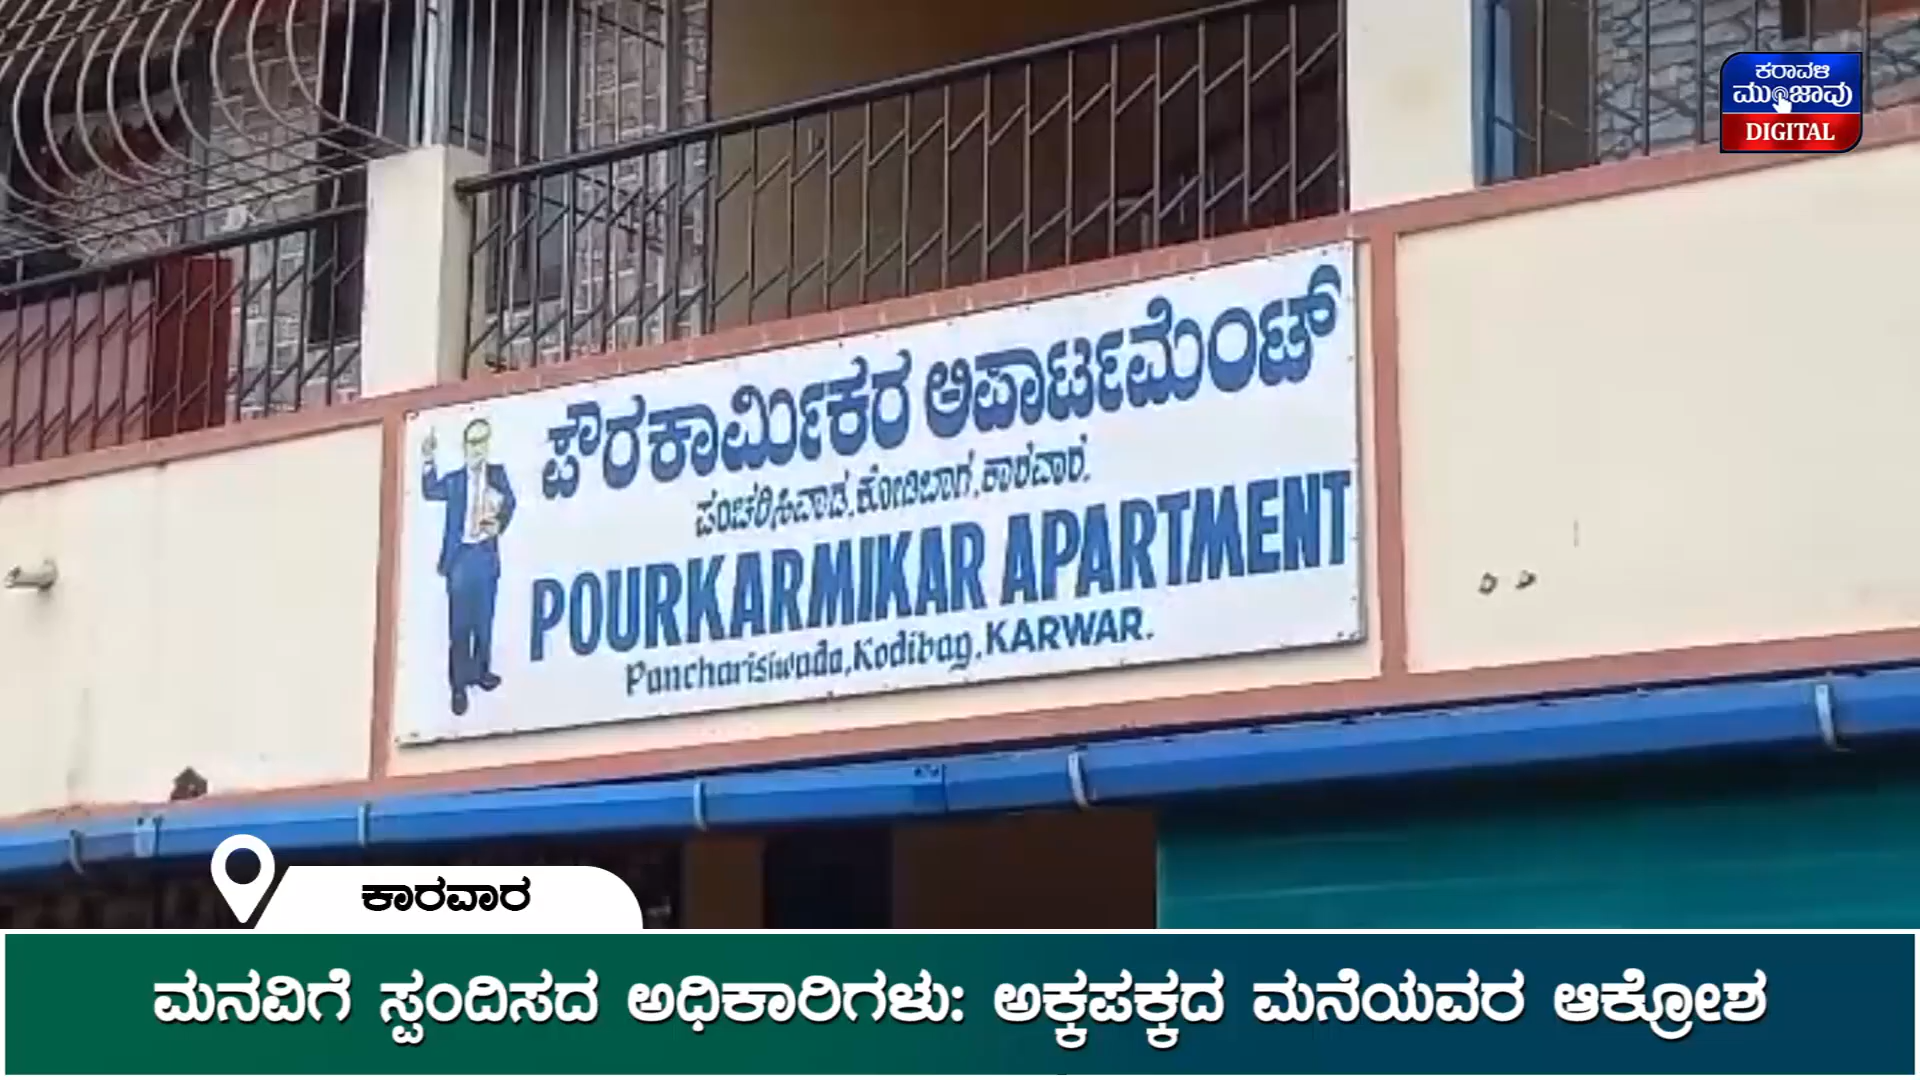 ಕರಾವಳಿ
ಮುಂಜಾವು
DIGITAL
ಪೌರಕಾರ್ಮಿಕರ ಅಪಾರ್ಟಮೆಂಟ್
ಪಂಚರಿಸಿವಾಡ, ಕೋಡಿಬಾಗ, ಕಾರವಾರ.
POURKARMIKAR APARTMENT
Pancharisiwada, Kodibag, KARWAR.
ಕಾರವಾರ
ಮನವಿಗೆ ಸ್ಪಂದಿಸದ ಅಧಿಕಾರಿಗಳು: ಅಕ್ಕಪಕ್ಕದ ಮನೆಯವರ ಆಕ್ರೋಶ